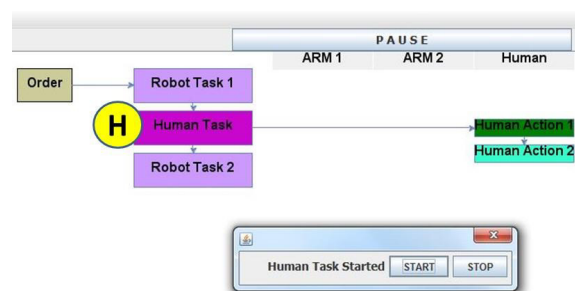 PAUSE
ARM 1 ARM 2 Human
Order
Robot Task 1
H
Human Task
Robot Task 2
Human Action 1
Human Action 2
Human Task Started START STOP